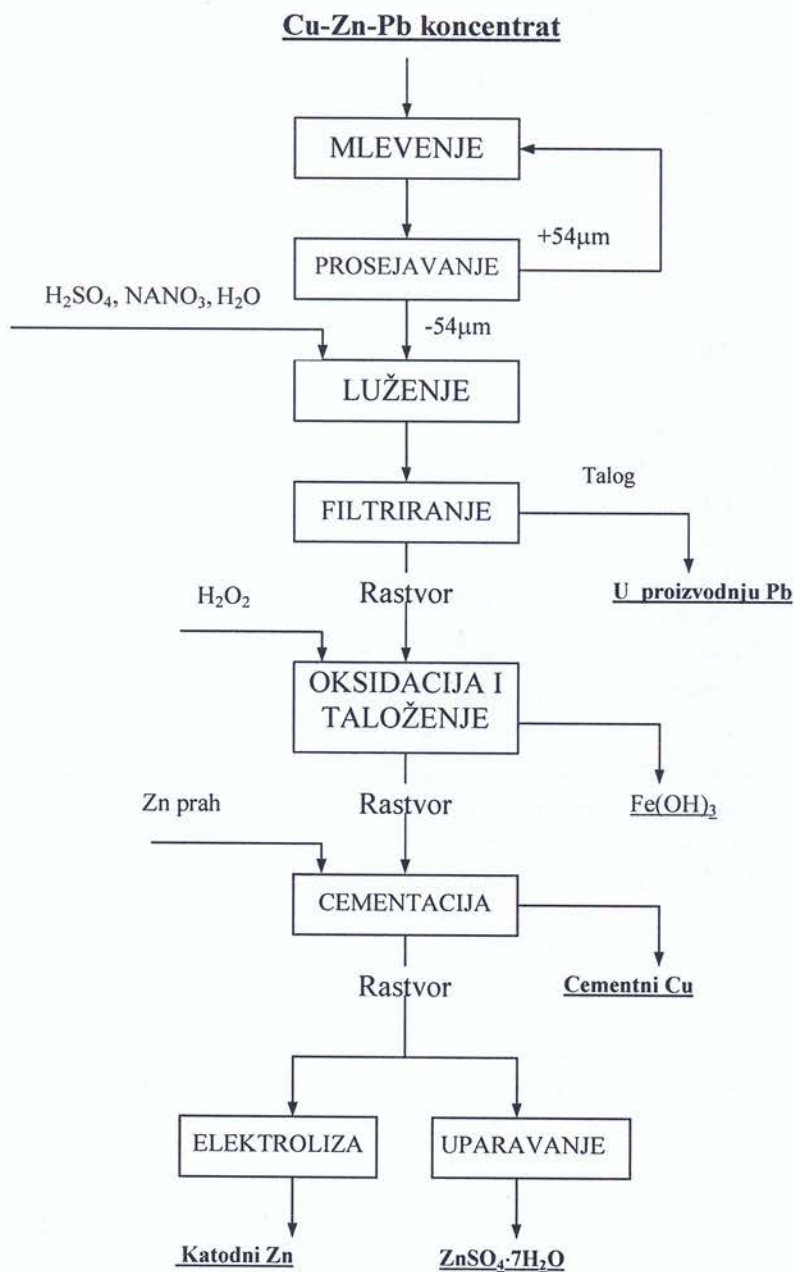 Cu-Zn-Pb koncentrat
MLEVENJE
+54μm
PROSEJAVANJE
H₂SO₄, NANO₃, H₂O
-54μm
LUŽENJE
Talog
FILTRIRANJE
U proizvodnju Pb
Rastvor
H₂O₂
OKSIDACIJA I
TALOŽENJE
Rastvor
Zn prah
Fe(OH)₃
CEMENTACIJA
Rastvor
Cementni Cu
ELEKTROLIZA
UPARAVANJE
Katodni Zn
ZnSO₄·7H₂O